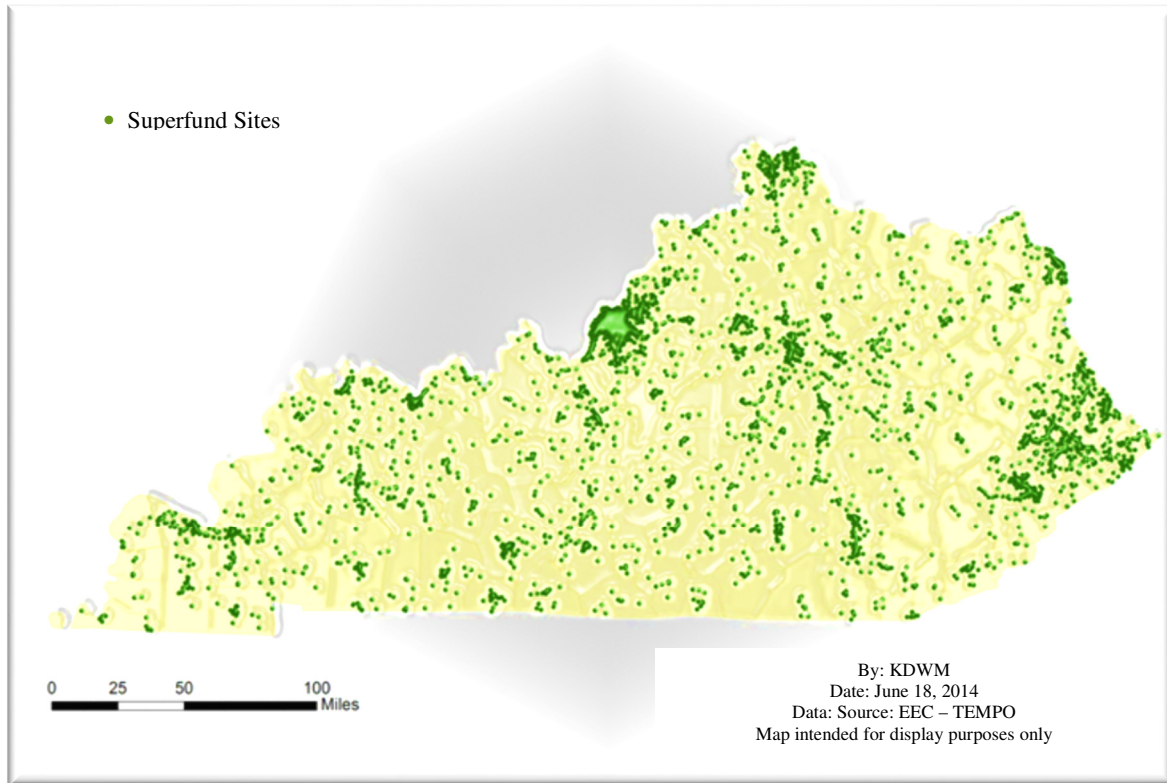 Superfund Sites
0 25 50 100
Miles
By: KDWM
Date: June 18, 2014
Data: Source: EEC – TEMPO
Map intended for display purposes only